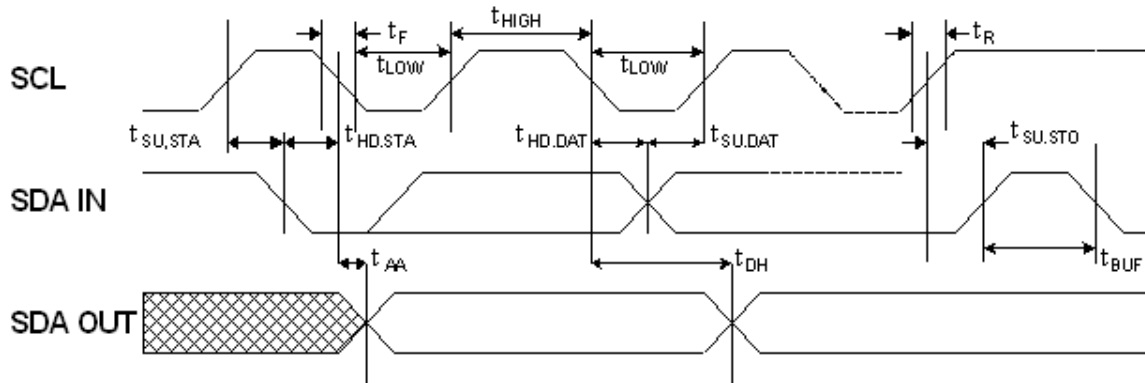 tHIGH
tF
tR
tLOW
tLOW
SCL
tSU,STA
tHD.STA
tHD.DAT
tSU.DAT
tSU.STO
SDA IN
tAA
tDH
tBUF
SDA OUT